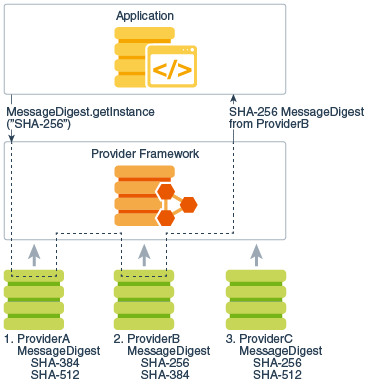 Application
</>
MessageDigest.getInstance
("SHA-256")
SHA-256 MessageDigest
from ProviderB
Provider Framework
1. ProviderA
MessageDigest
SHA-384
SHA-512
2. ProviderB
MessageDigest
SHA-256
SHA-384
3. ProviderC
MessageDigest
SHA-256
SHA-512